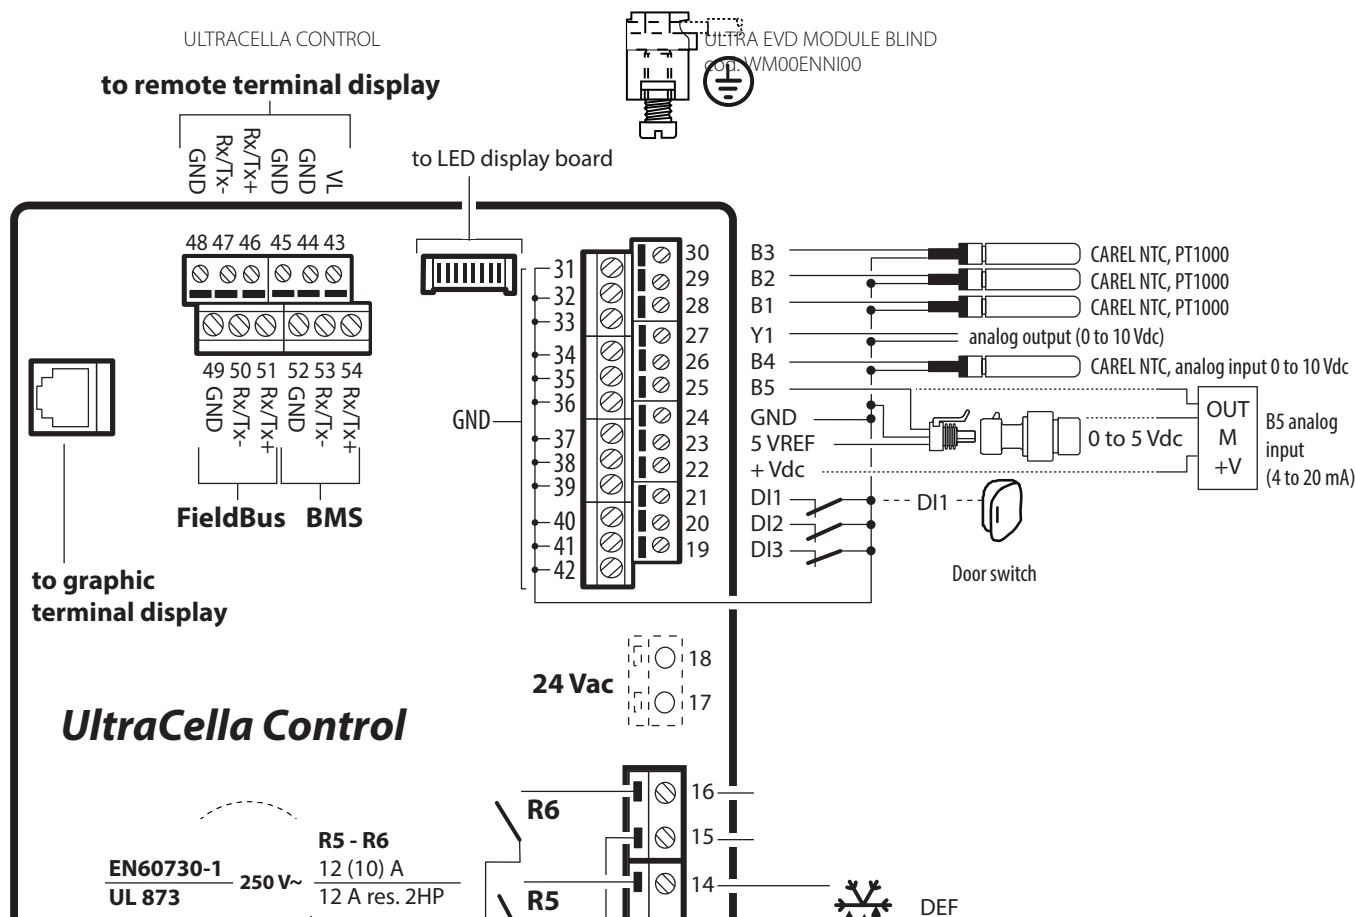 ULTRACELLA CONTROL
ULTRA EVD MODULE BLIND
cod. WM00ENNI00
to remote terminal display
GND
Rx/Tx-
Rx/Tx+
GND
GND
VL
to LED display board
48 47 46 45 44 43
49 50 51 52 53 54
GND
Rx/Tx-
Rx/Tx+
GND
Rx/Tx-
Rx/Tx+
FieldBus BMS
to graphic
terminal display
GND
31
32
33
34
35
36
37
38
39
40
41
42
30
29
28
27
26
25
24
23
22
21
20
19
B3
B2
B1
Y1
B4
B5
GND
5 VREF
+ Vdc
DI1
DI2
DI3
CAREL NTC, PT1000
CAREL NTC, PT1000
CAREL NTC, PT1000
analog output (0 to 10 Vdc)
CAREL NTC, analog input 0 to 10 Vdc
0 to 5 Vdc
OUT
M
+V
B5 analog
input
(4 to 20 mA)
DI1
Door switch
24 Vac
18
17
UltraCella Control
R6
16
15
R5 - R6
EN60730-1
UL 873
250 V~
12 (10) A
12 A res. 2HP
R5
14
DEF